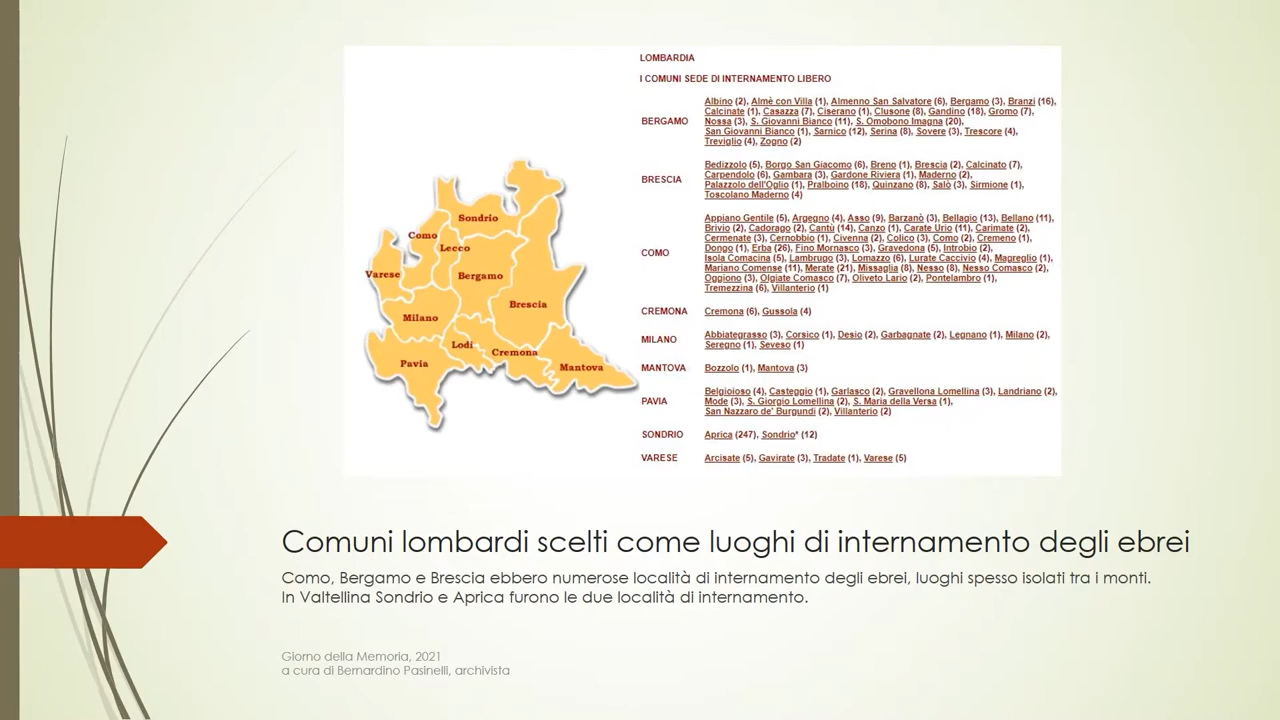 LOMBARDIA
I COMUNI SEDE DI INTERNAMENTO LIBERO
BERGAMO
Albino (2), Almè con Villa (1), Almenno San Salvatore (6), Bergamo (3), Branzi (16),
Calcinate (1), Casazza (7), Ciserano (1), Clusone (8), Gandino (18), Gromo (7),
Nossa (3), S. Giovanni Bianco (11), S. Omobono Imagna (20),
San Giovanni Bianco (1), Sarnico (12), Serina (8), Sovere (3), Trescore (4),
Treviglio (4), Zogno (2)
BRESCIA
Bedizzolo (5), Borgo San Giacomo (6), Breno (1), Brescia (2), Calcinato (7),
Carpendolo (6), Gambara (3), Gardone Riviera (1), Maderno (2),
Palazzolo dell'Oglio (1), Pralboino (18), Quinzano (8), Salò (3), Sirmione (1),
Toscolano Maderno (4)
COMO
Appiano Gentile (5), Argegno (4), Asso (9), Barzanò (3), Bellagio (13), Bellano (11),
Brivio (2), Cadorago (2), Cantù (14), Canzo (1), Carate Urio (11), Carimate (2),
Cermenate (3), Cernobbio (1), Civenna (2), Colico (3), Como (2), Cremeno (1),
Dongo (1), Erba (26), Fino Mornasco (3), Gravedona (5), Introbio (2),
Isola Comacina (5), Lambrugo (3), Lomazzo (6), Lurate Caccivio (4), Magreglio (1),
Mariano Comense (11), Merate (21), Missaglia (8), Nesso (8), Nesso Comasco (2),
Oggiono (3), Olgiate Comasco (7), Oliveto Lario (2), Pontelambro (1),
Tremezzina (6), Villanterio (1)
CREMONA
Cremona (6), Gussola (4)
MILANO
Abbiategrasso (3), Corsico (1), Desio (2), Garbagnate (2), Legnano (1), Milano (2),
Seregno (1), Seveso (1)
MANTOVA
Bozzolo (1), Mantova (3)
PAVIA
Belgioioso (4), Casteggio (1), Garlasco (2), Gravellona Lomellina (3), Landriano (2),
Mode (3), S. Giorgio Lomellina (2), S. Maria della Versa (1),
San Nazzaro de' Burgundi (2), Villanterio (2)
SONDRIO
Aprica (247), Sondrio* (12)
VARESE
Arcisate (5), Gavirate (3), Tradate (1), Varese (5)
Sondrio
Como
Lecco
Varese
Bergamo
Brescia
Milano
Lodi
Cremona
Pavia
Mantova
Comuni lombardi scelti come luoghi di internamento degli ebrei
Como, Bergamo e Brescia ebbero numerose località di internamento degli ebrei, luoghi spesso isolati tra i monti.
In Valtellina Sondrio e Aprica furono le due località di internamento.
Giorno della Memoria, 2021
a cura di Bernardino Pasinelli, archivista